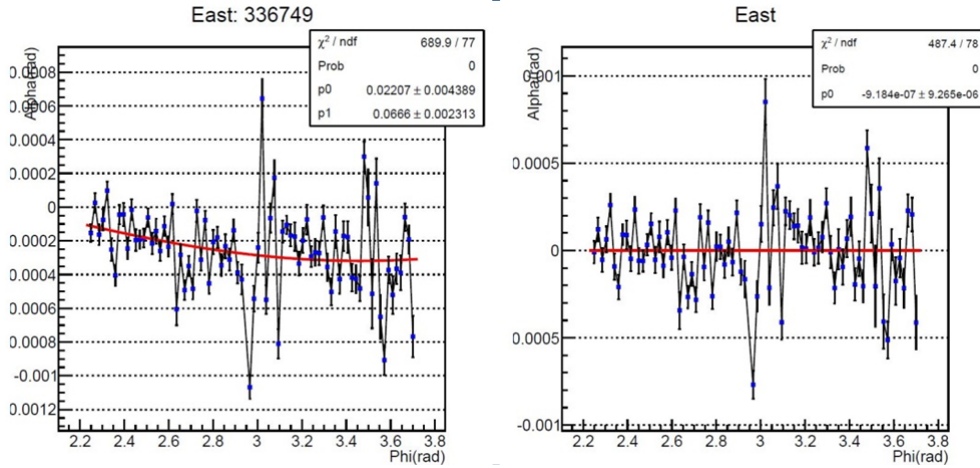 East: 336749
East
χ² / ndf 689.9 / 77
Prob 0
p0 0.02207 ± 0.004389
p1 0.0666 ± 0.002313
χ² / ndf 487.4 / 78
Prob 0
p0 -9.184e-07 ± 9.265e-06
Alpha(rad)
0.0008
0.0006
0.0004
0.0002
0
0.0002
0.0004
0.0006
0.0008
-0.001
0.0012
2.2 2.4 2.6 2.8 3 3.2 3.4 3.6 3.8
Phi(rad)
Alpha(rad)
0.001
0.0005
0
0.0005
-0.001
2.2 2.4 2.6 2.8 3 3.2 3.4 3.6 3.8
Phi(rad)